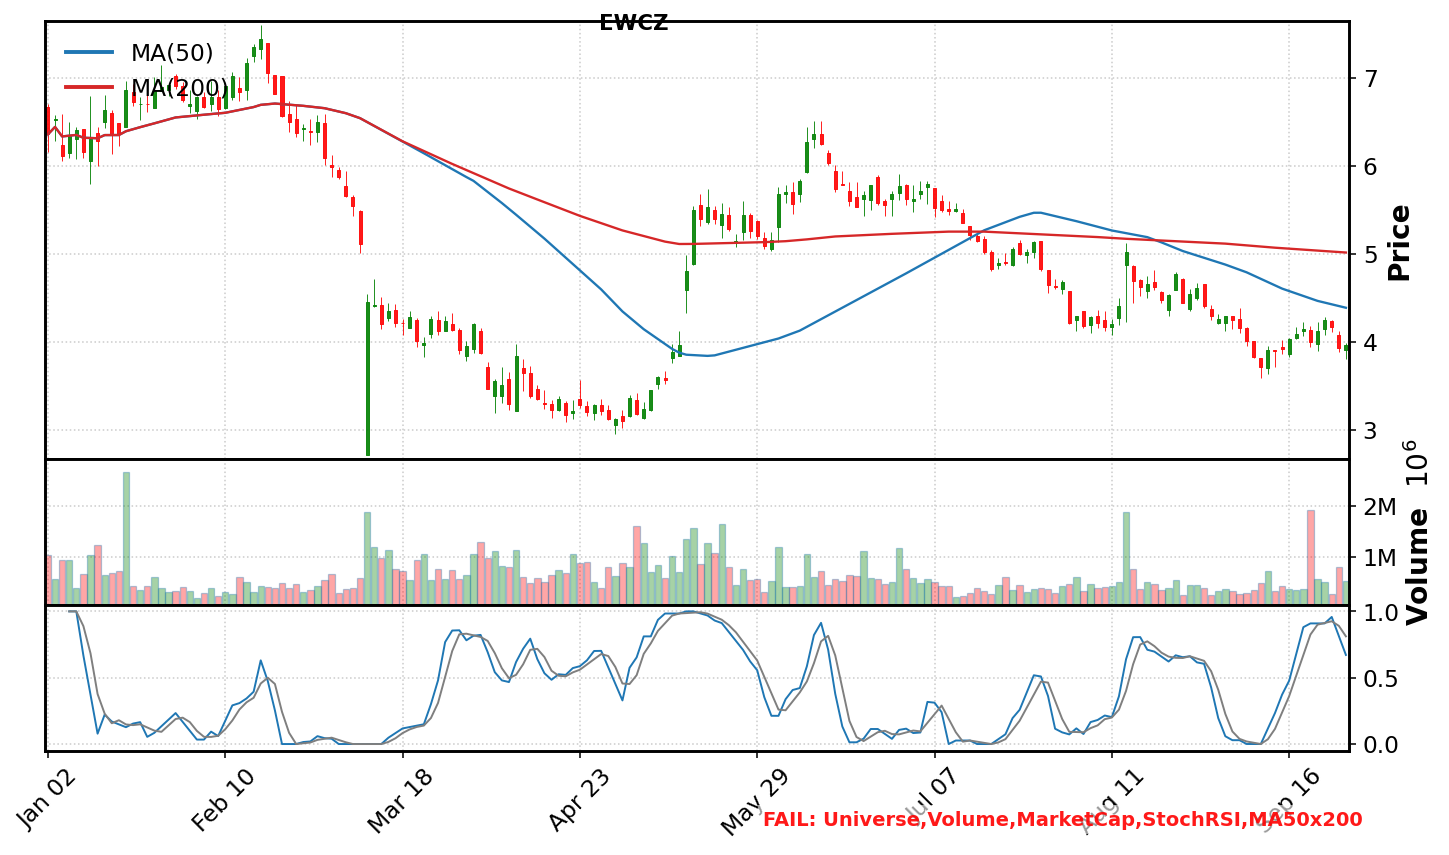 EWCZ
MA(50)
MA(200)
7
6
5
4
3
Price
10^6
2M
1M
Volume
1.0
0.5
0.0
Jan 02
Feb 10
Mar 18
Apr 23
May 29
Jul 07
Aug 11
Sep 16
FAIL: Universe,Volume,MarketCap,StochRSI,MA50x200